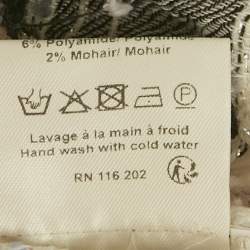 6% Polyamide/ Polyamide
2% Mohair/ Mohair
P
Lavage à la main à froid
Hand wash with cold water
RN 116 202